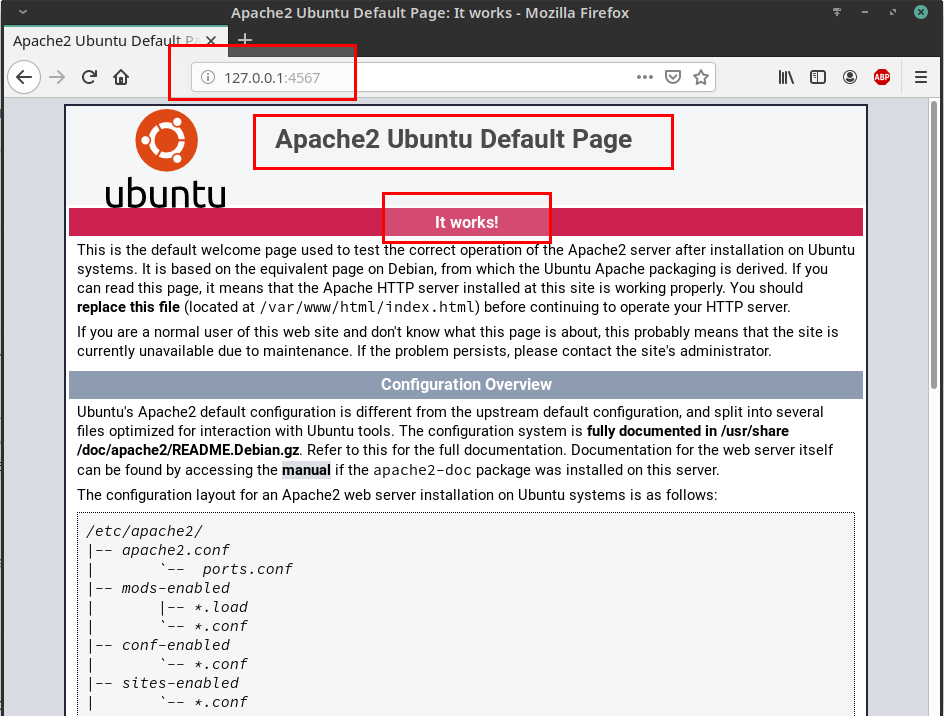 Apache2 Ubuntu Default Page: It works - Mozilla Firefox
Apache2 Ubuntu Default
127.0.0.1:4567
ABP
Apache2 Ubuntu Default Page
ubuntu
It works!
This is the default welcome page used to test the correct operation of the Apache2 server after installation on Ubuntu
systems. It is based on the equivalent page on Debian, from which the Ubuntu Apache packaging is derived. If you
can read this page, it means that the Apache HTTP server installed at this site is working properly. You should
replace this file (located at /var/www/html/index.html) before continuing to operate your HTTP server.
If you are a normal user of this web site and don't know what this page is about, this probably means that the site is
currently unavailable due to maintenance. If the problem persists, please contact the site's administrator.
Configuration Overview
Ubuntu's Apache2 default configuration is different from the upstream default configuration, and split into several
files optimized for interaction with Ubuntu tools. The configuration system is fully documented in /usr/share
/doc/apache2/README.Debian.gz. Refer to this for the full documentation. Documentation for the web server itself
can be found by accessing the manual if the apache2-doc package was installed on this server.
The configuration layout for an Apache2 web server installation on Ubuntu systems is as follows:
/etc/apache2/
|-- apache2.conf
|       `--  ports.conf
|-- mods-enabled
|       |-- *.load
|       `-- *.conf
|-- conf-enabled
|       `-- *.conf
|-- sites-enabled
|       `-- *.conf